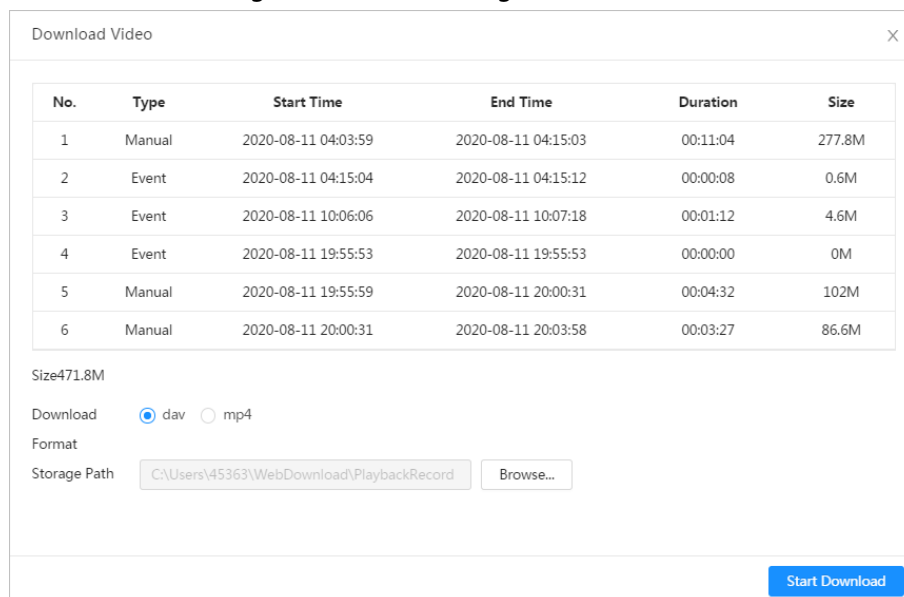 Download Video
No. Type Start Time End Time Duration Size
1 Manual 2020-08-11 04:03:59 2020-08-11 04:15:03 00:11:04 277.8M
2 Event 2020-08-11 04:15:04 2020-08-11 04:15:12 00:00:08 0.6M
3 Event 2020-08-11 10:06:06 2020-08-11 10:07:18 00:01:12 4.6M
4 Event 2020-08-11 19:55:53 2020-08-11 19:55:53 00:00:00 0M
5 Manual 2020-08-11 19:55:59 2020-08-11 20:00:31 00:04:32 102M
6 Manual 2020-08-11 20:00:31 2020-08-11 20:03:58 00:03:27 86.6M
Size471.8M
Download dav mp4
Format
Storage Path C:\Users\45363\WebDownload\PlaybackRecord Browse...
Start Download